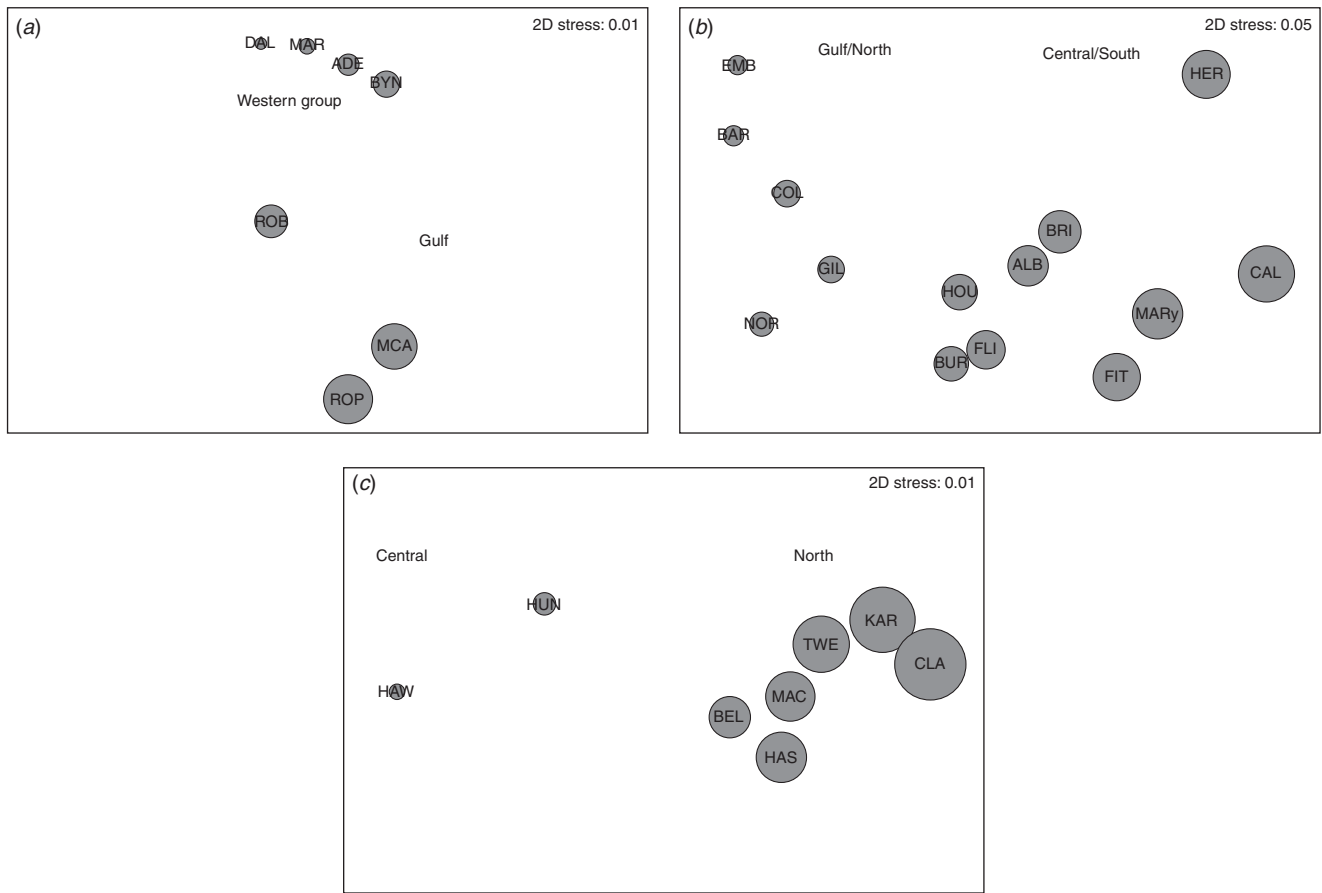 (a)
2D stress: 0.01
DAL
MAR
ADE
BYN
Western group
ROB
Gulf
MCA
ROP
(b)
2D stress: 0.05
Gulf/North
Central/South
EMB
HER
BAR
COL
BRI
ALB
GIL
CAL
HOU
MARy
NOR
FLI
BUR
FIT
(c)
2D stress: 0.01
Central
North
HUN
KAR
TWE
CLA
HAW
MAC
BEL
HAS